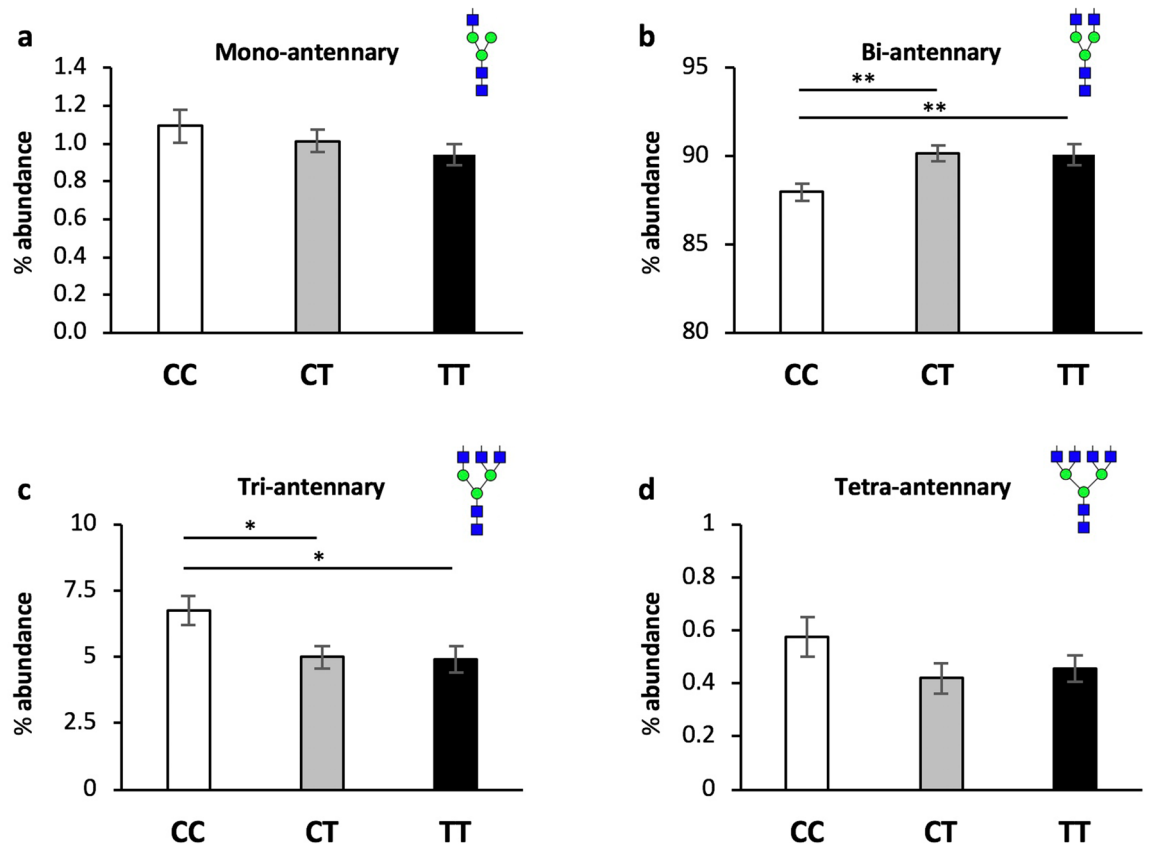 a
Mono-antennary
% abundance
1.4
1.2
1.0
0.8
0.6
0.4
0.2
0.0
CC CT TT
b
Bi-antennary
% abundance
95
90
85
80
**
**
CC CT TT
c
Tri-antennary
% abundance
10
7.5
5
2.5
0
*
*
CC CT TT
d
Tetra-antennary
% abundance
1
0.8
0.6
0.4
0.2
0
CC CT TT